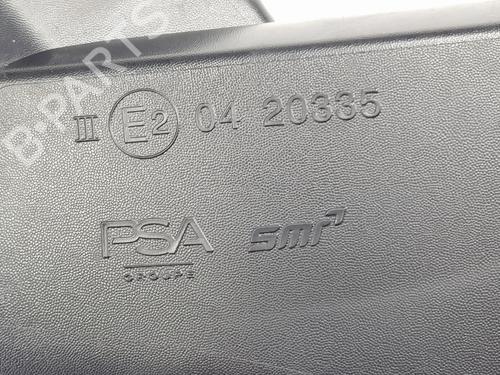 B-PARTS
II E2 04 20335
PSA smr
GROUPE